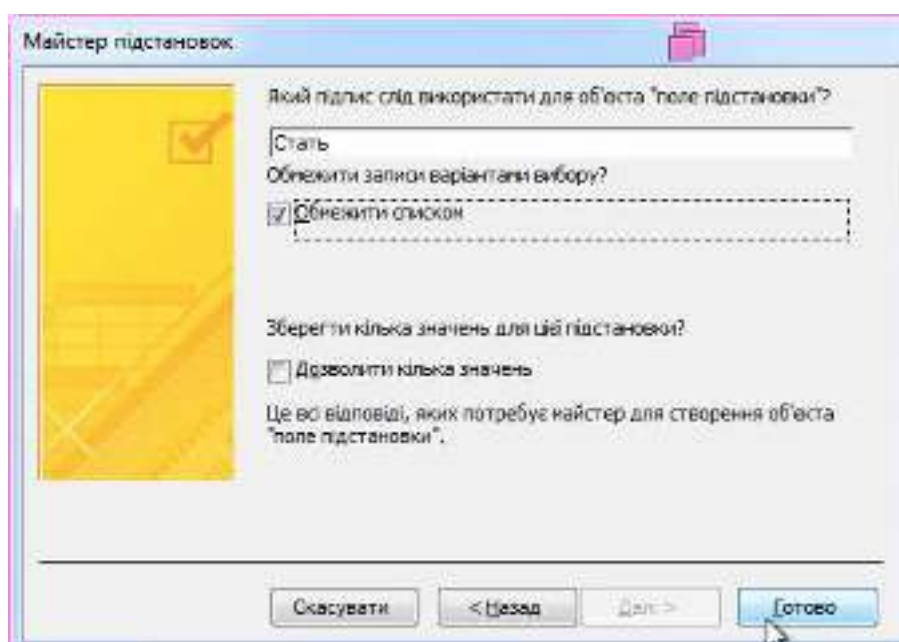 Майстер підстановок
Який підпис слід використати для об'єкта "поле підстановки"?
Стать
Обмежити записи варіантами вибору?
Обмежити списком
Зберегти кілька значень для цієї підстановки?
Дозволити кілька значень
Це всі відповіді, яких потребує майстер для створення об'єкта
"поле підстановки".
Скасувати
< Назад
Далі >
Готово